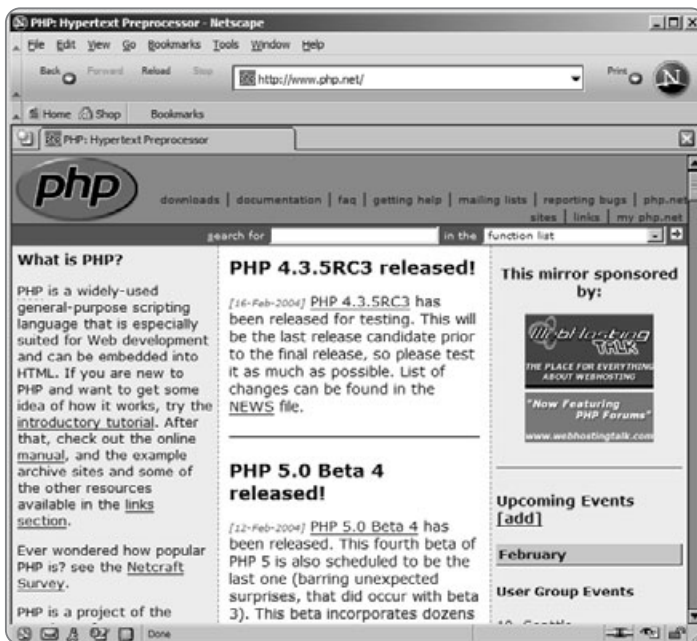 PHP: Hypertext Preprocessor - Netscape
File Edit View Go Bookmarks Tools Window Help
Back Forward Reload Stop
http://www.php.net/
Print
N
Home Shop Bookmarks
PHP: Hypertext Preprocessor
php
downloads | documentation | faq | getting help | mailing lists | reporting bugs | php.net
sites | links | my php.net
search for in the function list
What is PHP?
PHP is a widely-used
general-purpose scripting
language that is especially
suited for Web development
and can be embedded into
HTML. If you are new to
PHP and want to get some
idea of how it works, try the
introductory tutorial. After
that, check out the online
manual, and the example
archive sites and some of
the other resources
available in the links
section.
Ever wondered how popular
PHP is? see the Netcraft
Survey.
PHP is a project of the
PHP 4.3.5RC3 released!
[16-Feb-2004] PHP 4.3.5RC3 has
been released for testing. This will
be the last release candidate prior
to the final release, so please test
it as much as possible. List of
changes can be found in the
NEWS file.
PHP 5.0 Beta 4
released!
[12-Feb-2004] PHP 5.0 Beta 4 has
been released. This fourth beta of
PHP 5 is also scheduled to be the
last one (barring unexpected
surprises, that did occur with beta
3). This beta incorporates dozens
This mirror sponsored
by:
WebHosting
TALK
THE PLACE FOR EVERYTHING
ABOUT WEBHOSTING
"Now Featuring
PHP Forums"
www.webhostingtalk.com
Upcoming Events
[add]
February
User Group Events
Done